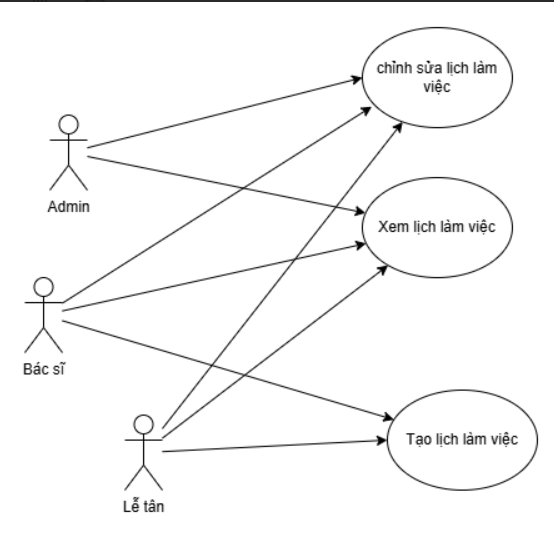 chỉnh sửa lịch làm
việc
Admin
Xem lịch làm việc
Bác sĩ
Tạo lịch làm việc
Lễ tân